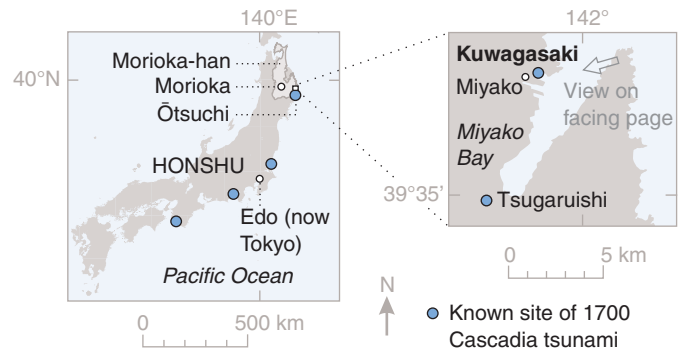 140°E
40°N
Morioka-han
Morioka
Ōtsuchi
HONSHU
Edo (now
Tokyo)
Pacific Ocean
0 500 km
142°
Kuwagasaki
Miyako
View on
facing page
Miyako
Bay
39°35'
Tsugaruishi
0 5 km
N
Known site of 1700
Cascadia tsunami